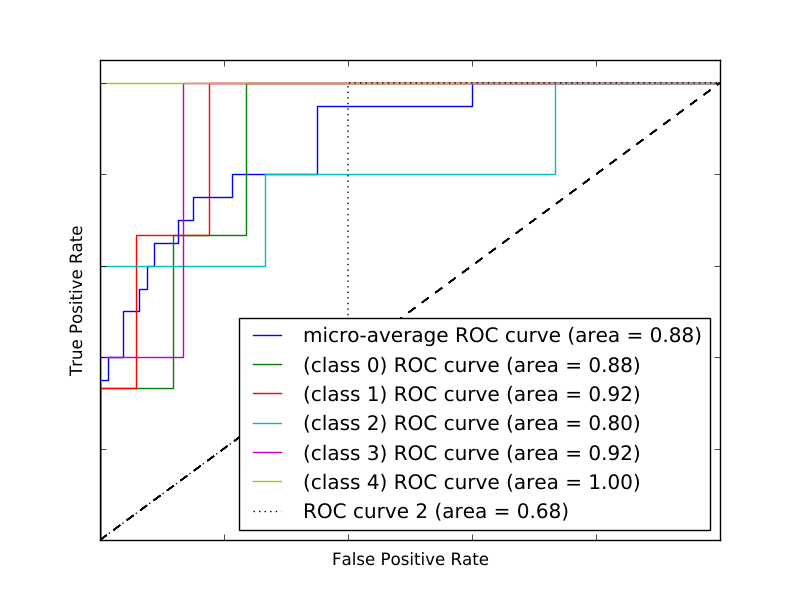 True Positive Rate
micro-average ROC curve (area = 0.88)
(class 0) ROC curve (area = 0.88)
(class 1) ROC curve (area = 0.92)
(class 2) ROC curve (area = 0.80)
(class 3) ROC curve (area = 0.92)
(class 4) ROC curve (area = 1.00)
ROC curve 2 (area = 0.68)
False Positive Rate